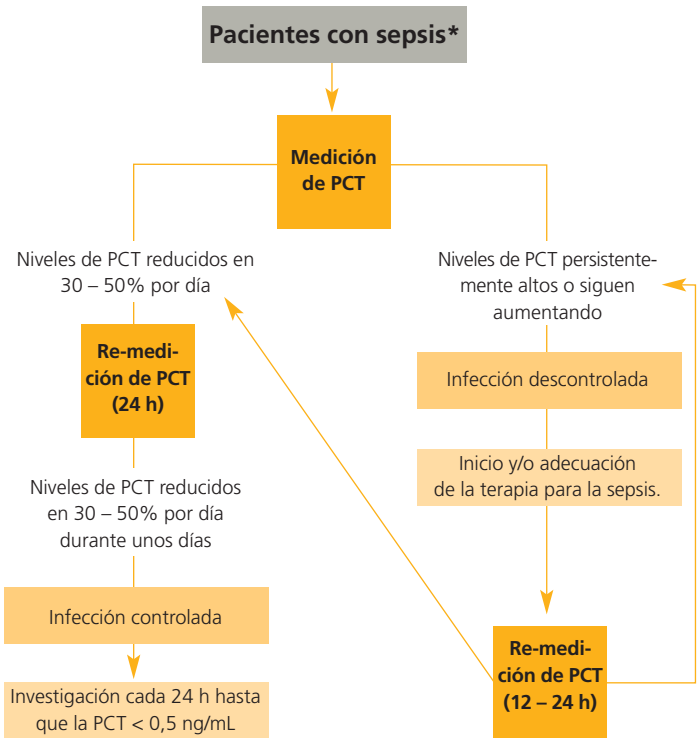 Pacientes con sepsis*
Medición
de PCT
Niveles de PCT reducidos en
30 – 50% por día
Re-medi-
ción de PCT
(24 h)
Niveles de PCT reducidos
en 30 – 50% por día
durante unos días
Infección controlada
Investigación cada 24 h hasta
que la PCT < 0,5 ng/mL
Niveles de PCT persistente-
mente altos o siguen
aumentando
Infección descontrolada
Inicio y/o adecuación
de la terapia para la sepsis.
Re-medi-
ción de PCT
(12 – 24 h)